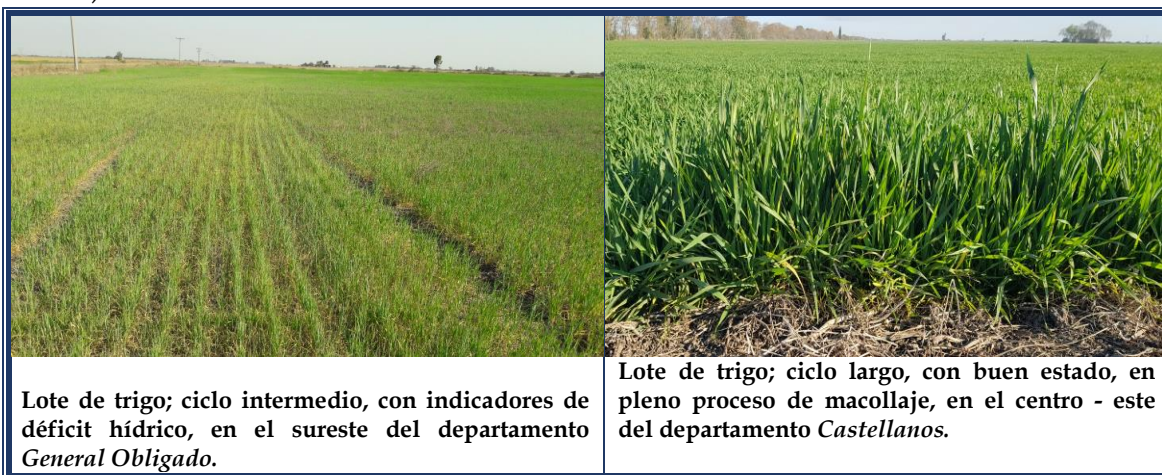 Lote de trigo; ciclo intermedio, con indicadores de
déficit hídrico, en el sureste del departamento
General Obligado.
Lote de trigo; ciclo largo, con buen estado, en
pleno proceso de macollaje, en el centro - este
del departamento Castellanos.